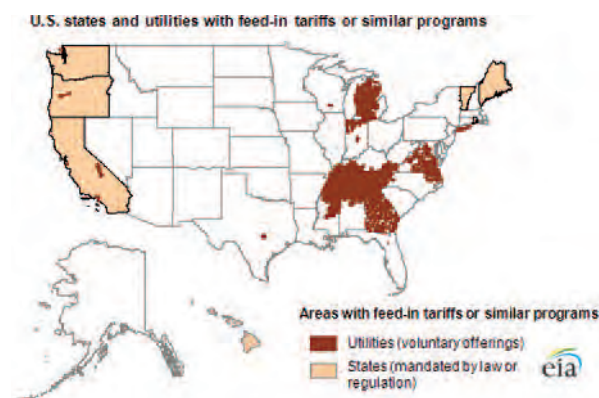 U.S. states and utilities with feed-in tariffs or similar programs
Areas with feed-in tariffs or similar programs
Utilities (voluntary offerings)
States (mandated by law or
regulation)
eia